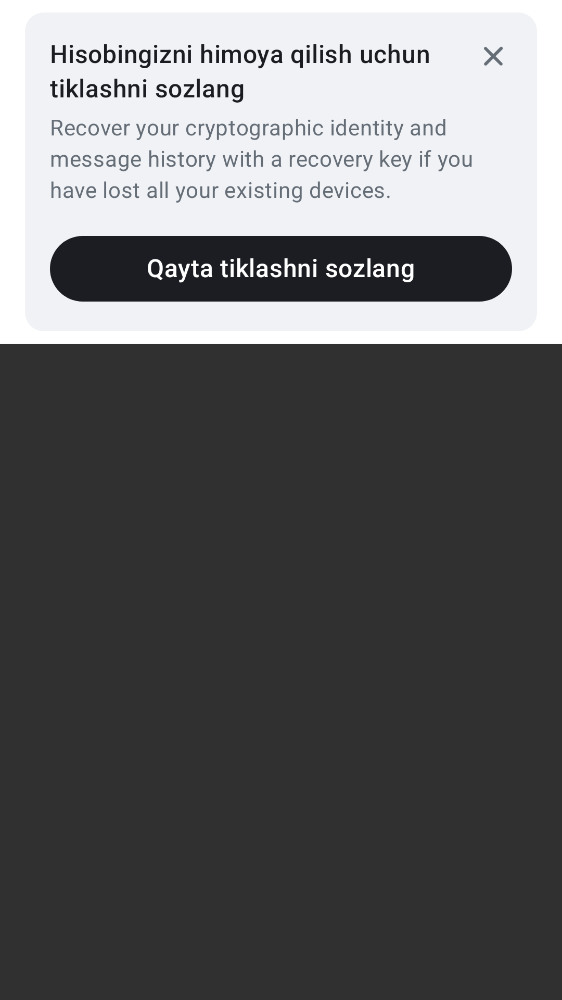 Hisobingizni himoya qilish uchun
tiklashni sozlang
Recover your cryptographic identity and
message history with a recovery key if you
have lost all your existing devices.
Qayta tiklashni sozlang